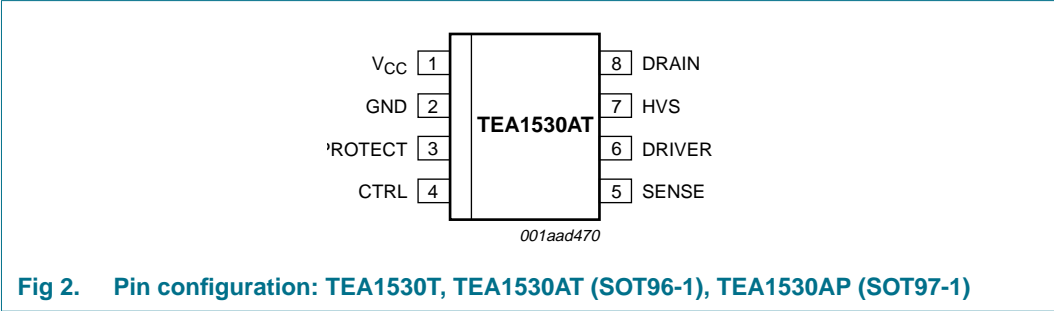 VCC 1 8 DRAIN
GND 2 7 HVS
TEA1530AT
PROTECT 3 6 DRIVER
CTRL 4 5 SENSE
001aad470
Fig 2. Pin configuration: TEA1530T, TEA1530AT (SOT96-1), TEA1530AP (SOT97-1)